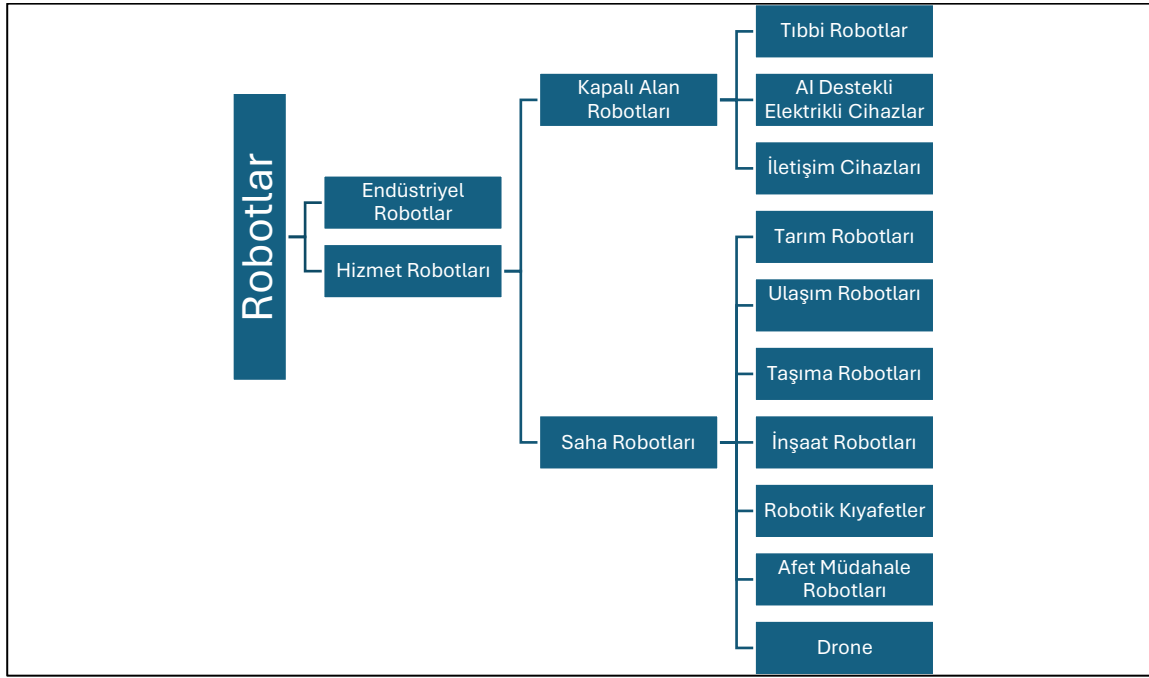 Robotlar
Endüstriyel
Robotlar
Hizmet Robotları
Kapalı Alan
Robotları
Tıbbi Robotlar
AI Destekli
Elektrikli Cihazlar
İletişim Cihazları
Saha Robotları
Tarım Robotları
Ulaşım Robotları
Taşıma Robotları
İnşaat Robotları
Robotik Kıyafetler
Afet Müdahale
Robotları
Drone